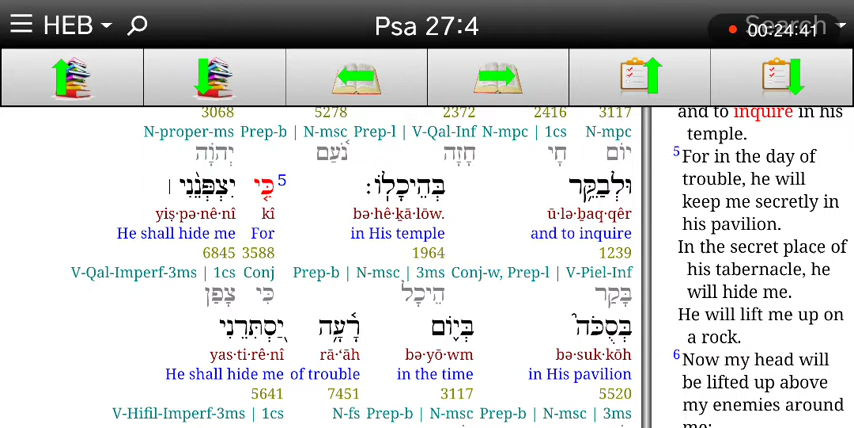 HEB
Psa 27:4
Search
00:24:41
3068 5278 2372 2416 3117
N-proper-ms Prep-b | N-msc Prep-l | V-Qal-Inf N-mpc | 1cs N-mpc
יוֹם חָי חָזָה נֹ֫עַם יְהוָֹה
וּלְבַקֵּ֥ר בְּהֵיכָלֽוֹ׃ 5 כִּ֤י יִצְפְּנֵ֨נִי ׀
ū·lə·ḇaq·qêr bə·hê·ḵā·lōw. kî yiṣ·pə·nê·nî
and to inquire in His temple For He shall hide me
1239 1964 3588 6845
V-Qal-Imperf-3ms | 1cs Conj Prep-b | N-msc | 3ms Conj-w, Prep-l | V-Piel-Inf
בָּקַר הֵיכָל כִּי צָפַן
בְּסֻכֹּה֮ בְּי֪וֹם רָ֫עָ֥ה יַ֭סְתִּרֵנִי
bə·suk·kōh bə·yō·wm rā·‘āh yas·ti·rê·nî
in His pavilion in the time of trouble He shall hide me
5520 3117 7451 5641
V-Hifil-Imperf-3ms | 1cs N-fs Prep-b | N-msc Prep-b | N-msc | 3ms
and to inquire in his
temple.
5 For in the day of
trouble, he will
keep me secretly in
his pavilion.
In the secret place of
his tabernacle, he
will hide me.
He will lift me up on
a rock.
6 Now my head will
be lifted up above
my enemies around
me;